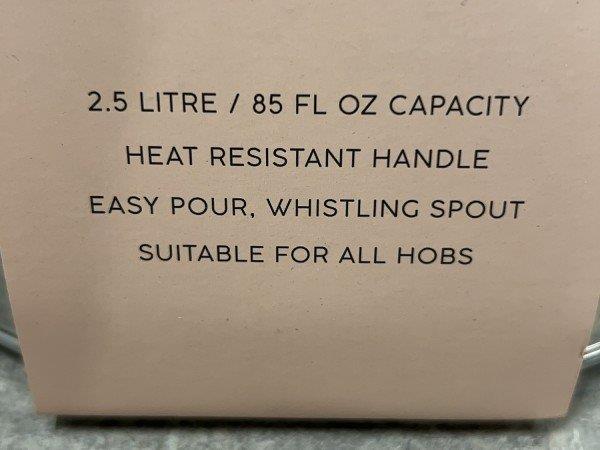 2.5 LITRE / 85 FL OZ CAPACITY
HEAT RESISTANT HANDLE
EASY POUR, WHISTLING SPOUT
SUITABLE FOR ALL HOBS